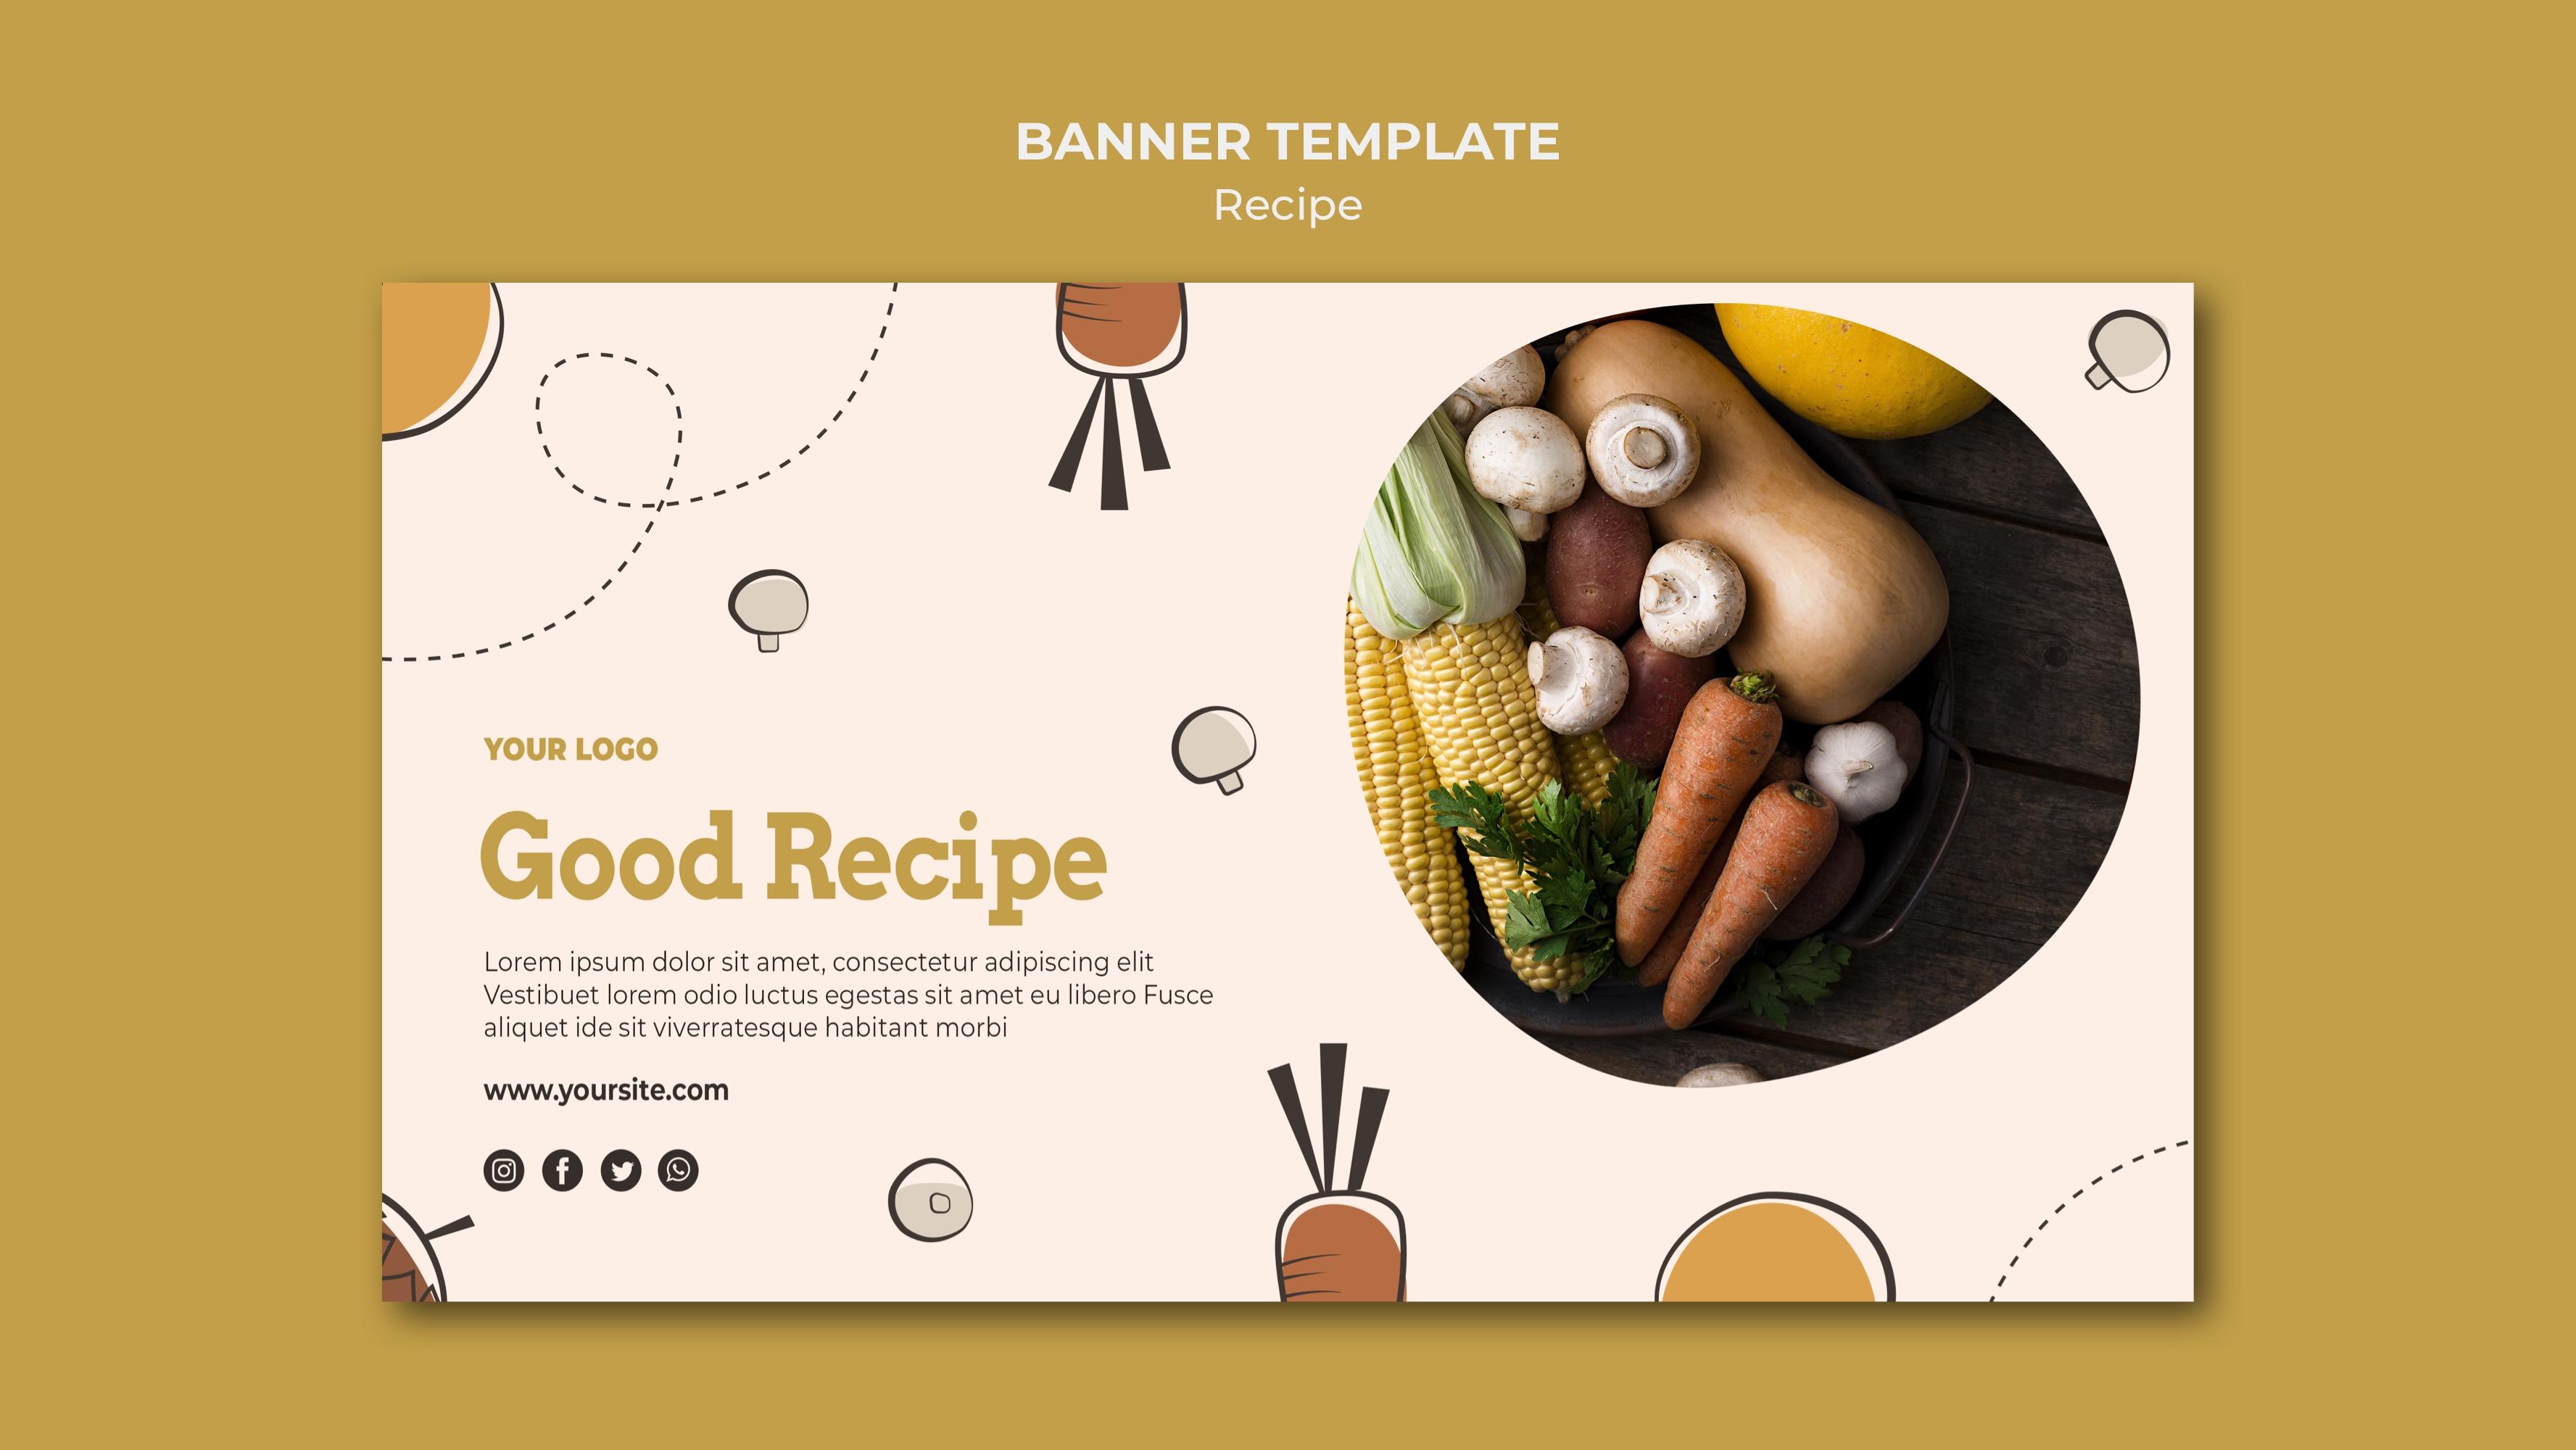 BANNER TEMPLATE
Recipe
YOUR LOGO
Good Recipe
Lorem ipsum dolor sit amet, consectetur adipiscing elit
Vestibuet lorem odio luctus egestas sit amet eu libero Fusce
aliquet ide sit viverratesque habitant morbi
www.yoursite.com